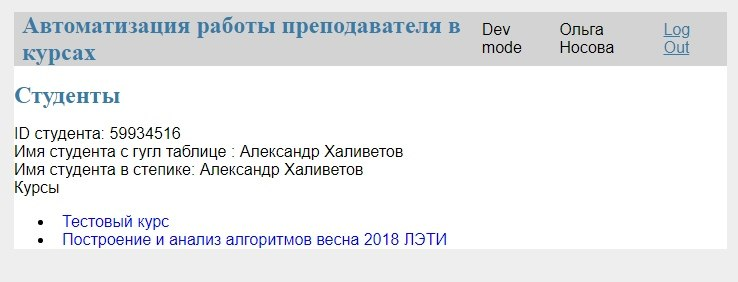 Автоматизация работы преподавателя в
курсах
Dev
mode
Ольга
Носова
Log
Out
Студенты
ID студента: 59934516
Имя студента с гугл таблице : Александр Халиветов
Имя студента в степике: Александр Халиветов
Курсы
Тестовый курс
Построение и анализ алгоритмов весна 2018 ЛЭТИ